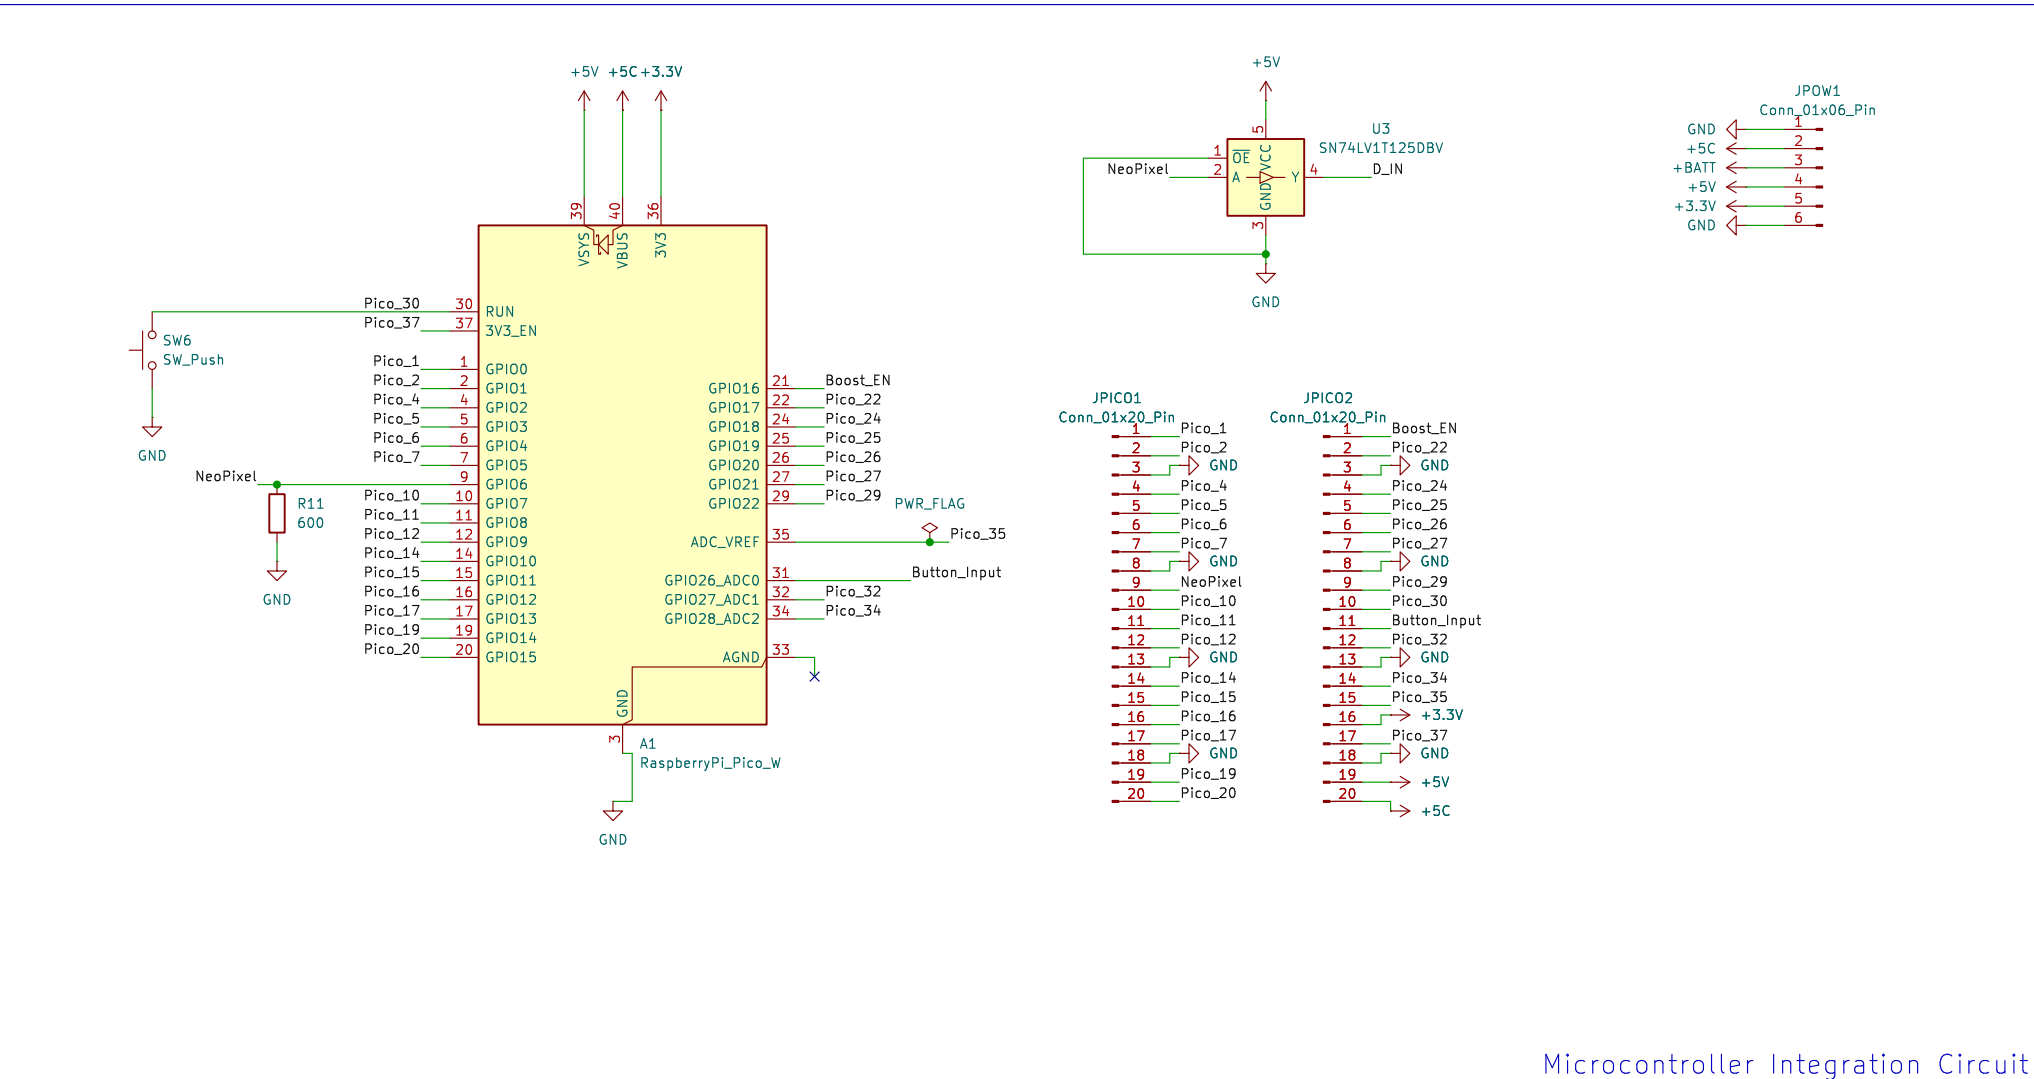 +5V +5C +3.3V
39 40 36
VSYS VBUS 3V3
Pico_30 30 RUN
Pico_37 37 3V3_EN
SW6
SW_Push
GND
Pico_1 1 GPIO0
Pico_2 2 GPIO1
Pico_4 4 GPIO2
Pico_5 5 GPIO3
Pico_6 6 GPIO4
Pico_7 7 GPIO5
NeoPixel 9 GPIO6
Pico_10 10 GPIO7
Pico_11 11 GPIO8
Pico_12 12 GPIO9
Pico_14 14 GPIO10
Pico_15 15 GPIO11
Pico_16 16 GPIO12
Pico_17 17 GPIO13
Pico_19 19 GPIO14
Pico_20 20 GPIO15
R11
600
GND
GPIO16 21 Boost_EN
GPIO17 22 Pico_22
GPIO18 24 Pico_24
GPIO19 25 Pico_25
GPIO20 26 Pico_26
GPIO21 27 Pico_27
GPIO22 29 Pico_29
PWR_FLAG
ADC_VREF 35 Pico_35
GPIO26_ADC0 31 Button_Input
GPIO27_ADC1 32 Pico_32
GPIO28_ADC2 34 Pico_34
AGND 33
GND
3
A1
RaspberryPi_Pico_W
GND
+5V
U3
SN74LV1T125DBV
5
VCC
1 OE
NeoPixel 2 A
Y 4 D_IN
GND
3
GND
JPOW1
Conn_01x06_Pin
GND 1
+5C 2
+BATT 3
+5V 4
+3.3V 5
GND 6
JPICO1
Conn_01x20_Pin
1 Pico_1
2 Pico_2
3 GND
4 Pico_4
5 Pico_5
6 Pico_6
7 Pico_7
8 GND
9 NeoPixel
10 Pico_10
11 Pico_11
12 Pico_12
13 GND
14 Pico_14
15 Pico_15
16 Pico_16
17 Pico_17
18 GND
19 Pico_19
20 Pico_20
JPICO2
Conn_01x20_Pin
1 Boost_EN
2 Pico_22
3 GND
4 Pico_24
5 Pico_25
6 Pico_26
7 Pico_27
8 GND
9 Pico_29
10 Pico_30
11 Button_Input
12 Pico_32
13 GND
14 Pico_34
15 Pico_35
16 +3.3V
17 Pico_37
18 GND
19 +5V
20 +5C
Microcontroller Integration Circuit